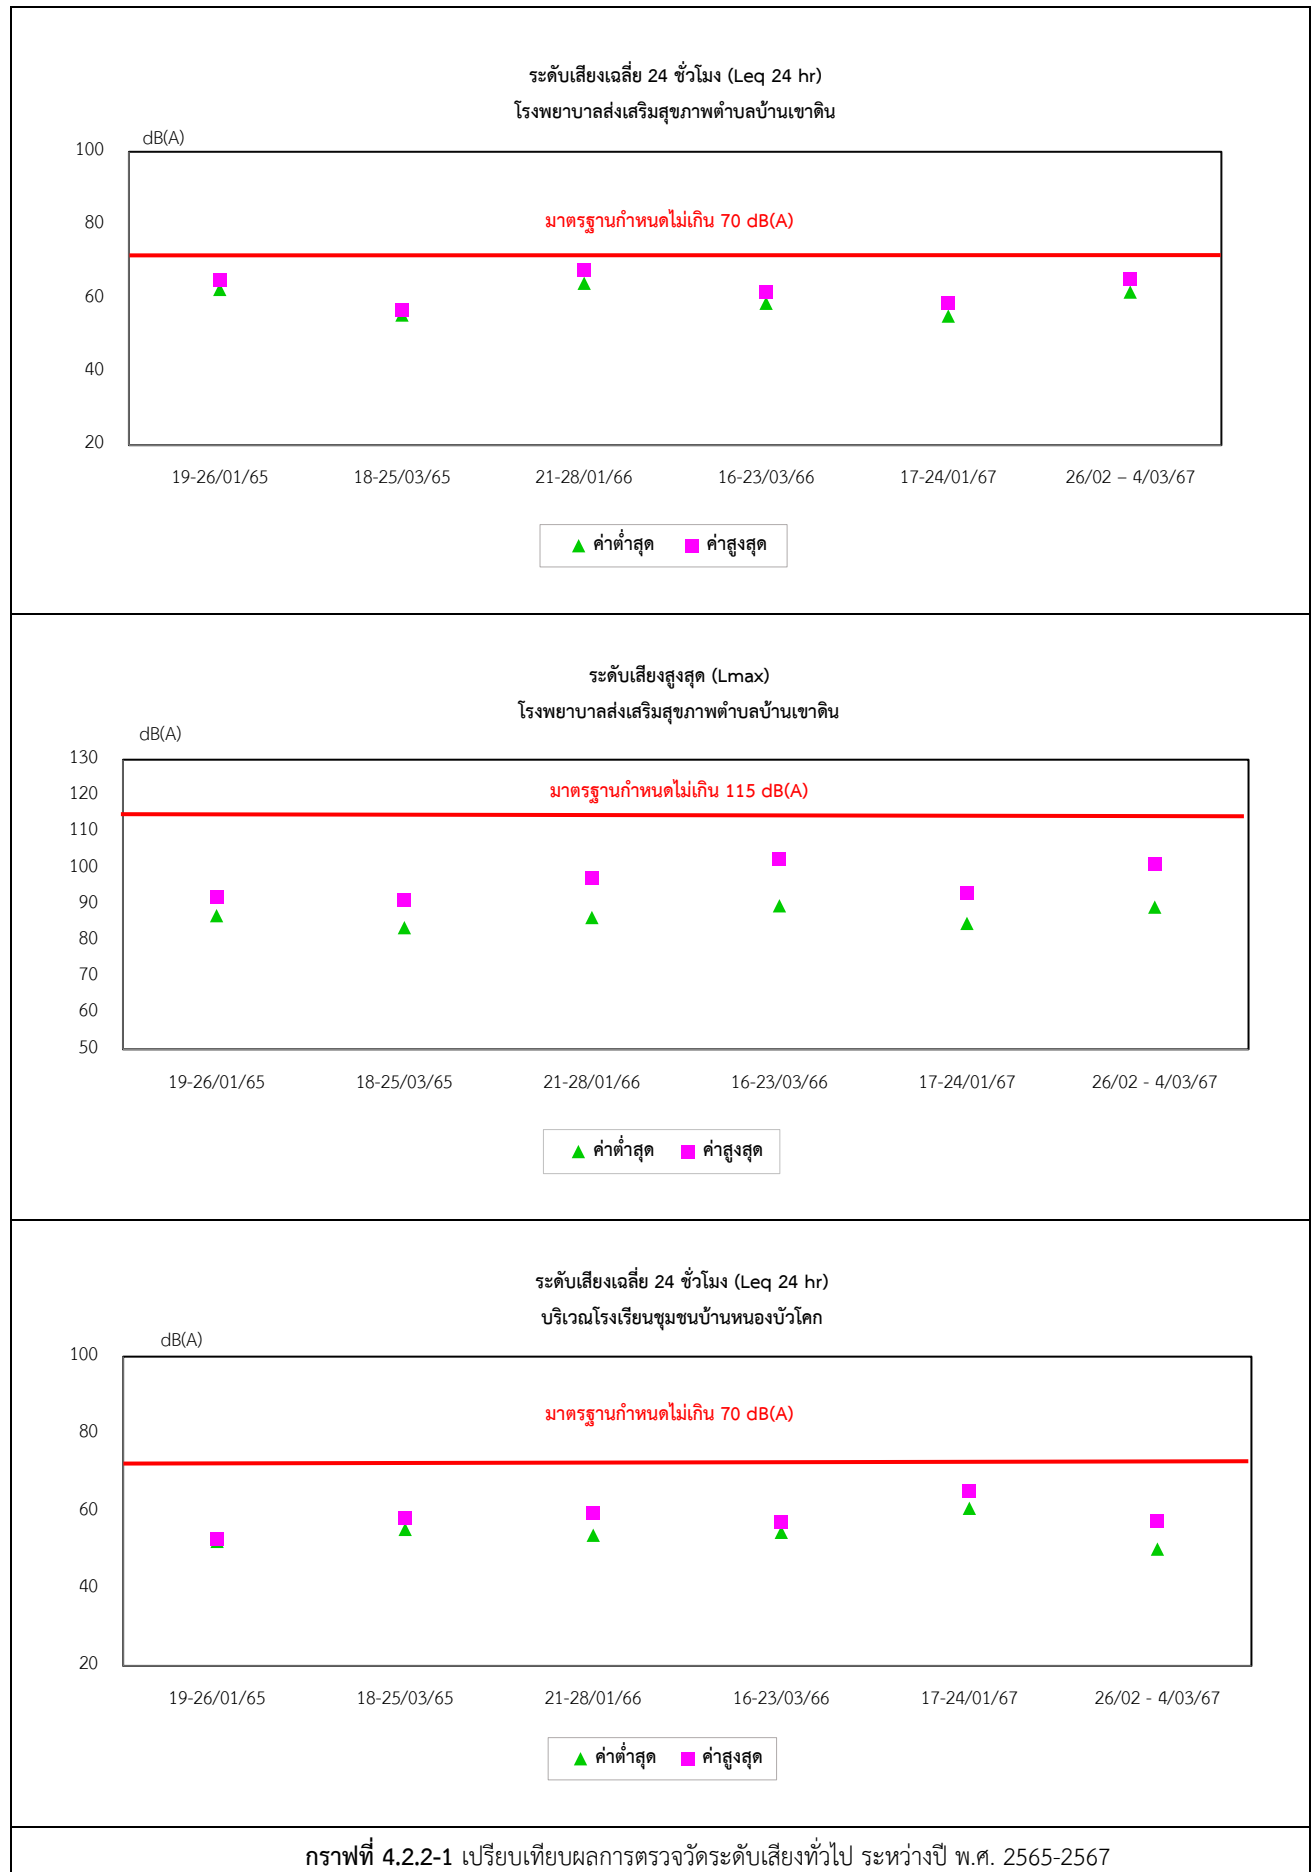 ระดับเสียงเฉลี่ย 24 ชั่วโมง (Leq 24 hr)
โรงพยาบาลส่งเสริมสุขภาพตำบลบ้านเขาดิน
dB(A)
100
80
มาตรฐานกำหนดไม่เกิน 70 dB(A)
60
40
20
19-26/01/65 18-25/03/65 21-28/01/66 16-23/03/66 17-24/01/67 26/02 – 4/03/67
ค่าต่ำสุด ค่าสูงสุด
ระดับเสียงสูงสุด (Lmax)
โรงพยาบาลส่งเสริมสุขภาพตำบลบ้านเขาดิน
dB(A)
130
120
มาตรฐานกำหนดไม่เกิน 115 dB(A)
110
100
90
80
70
60
50
19-26/01/65 18-25/03/65 21-28/01/66 16-23/03/66 17-24/01/67 26/02 - 4/03/67
ค่าต่ำสุด ค่าสูงสุด
ระดับเสียงเฉลี่ย 24 ชั่วโมง (Leq 24 hr)
บริเวณโรงเรียนชุมชนบ้านหนองบัวโคก
dB(A)
100
มาตรฐานกำหนดไม่เกิน 70 dB(A)
80
60
40
20
19-26/01/65 18-25/03/65 21-28/01/66 16-23/03/66 17-24/01/67 26/02 - 4/03/67
ค่าต่ำสุด ค่าสูงสุด
กราฟที่ 4.2.2-1 เปรียบเทียบผลการตรวจวัดระดับเสียงทั่วไป ระหว่างปี พ.ศ. 2565-2567